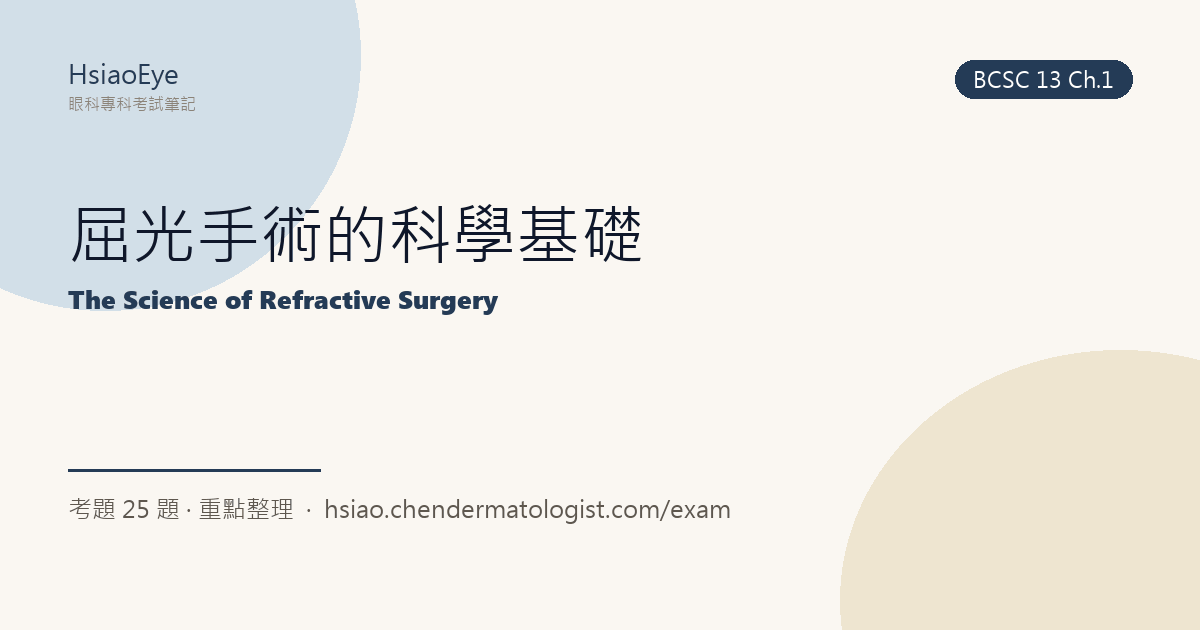 HsiaoEye
眼科專科考試筆記
BCSC 13 Ch.1
屈光手術的科學基礎
The Science of Refractive Surgery
考題 25 題 · 重點整理 · hsiao.chendermatologist.com/exam